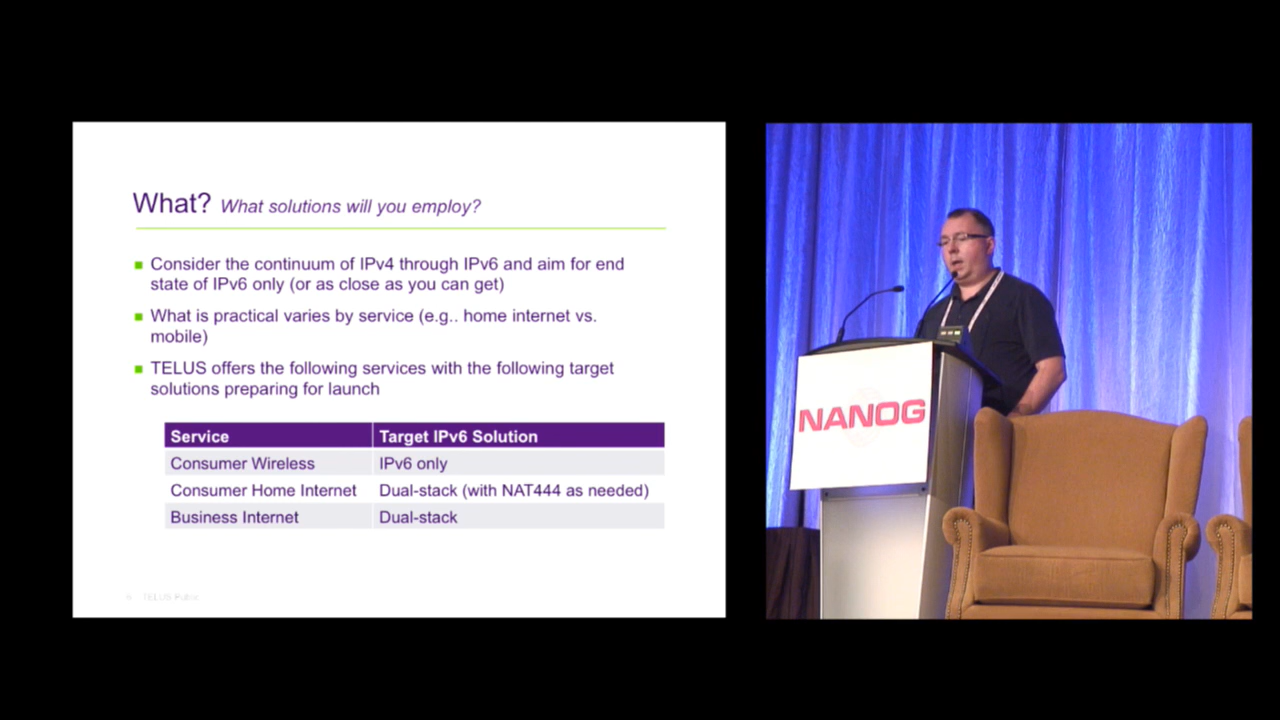 What? What solutions will you employ?
Consider the continuum of IPv4 through IPv6 and aim for end
state of IPv6 only (or as close as you can get)
What is practical varies by service (e.g.. home internet vs.
mobile)
TELUS offers the following services with the following target
solutions preparing for launch
Service Target IPv6 Solution
Consumer Wireless IPv6 only
Consumer Home Internet Dual-stack (with NAT444 as needed)
Business Internet Dual-stack
TELUS Public
NANOG